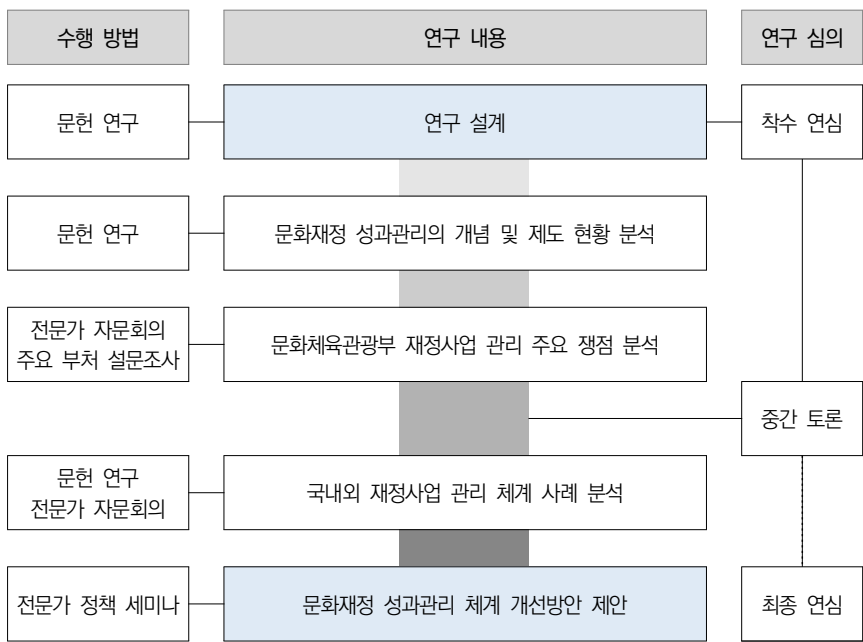 수행 방법
연구 내용
연구 심의
문헌 연구
연구 설계
착수 연심
문헌 연구
문화재정 성과관리의 개념 및 제도 현황 분석
전문가 자문회의
주요 부처 설문조사
문화체육관광부 재정사업 관리 주요 쟁점 분석
중간 토론
문헌 연구
전문가 자문회의
국내외 재정사업 관리 체계 사례 분석
전문가 정책 세미나
문화재정 성과관리 체계 개선방안 제안
최종 연심